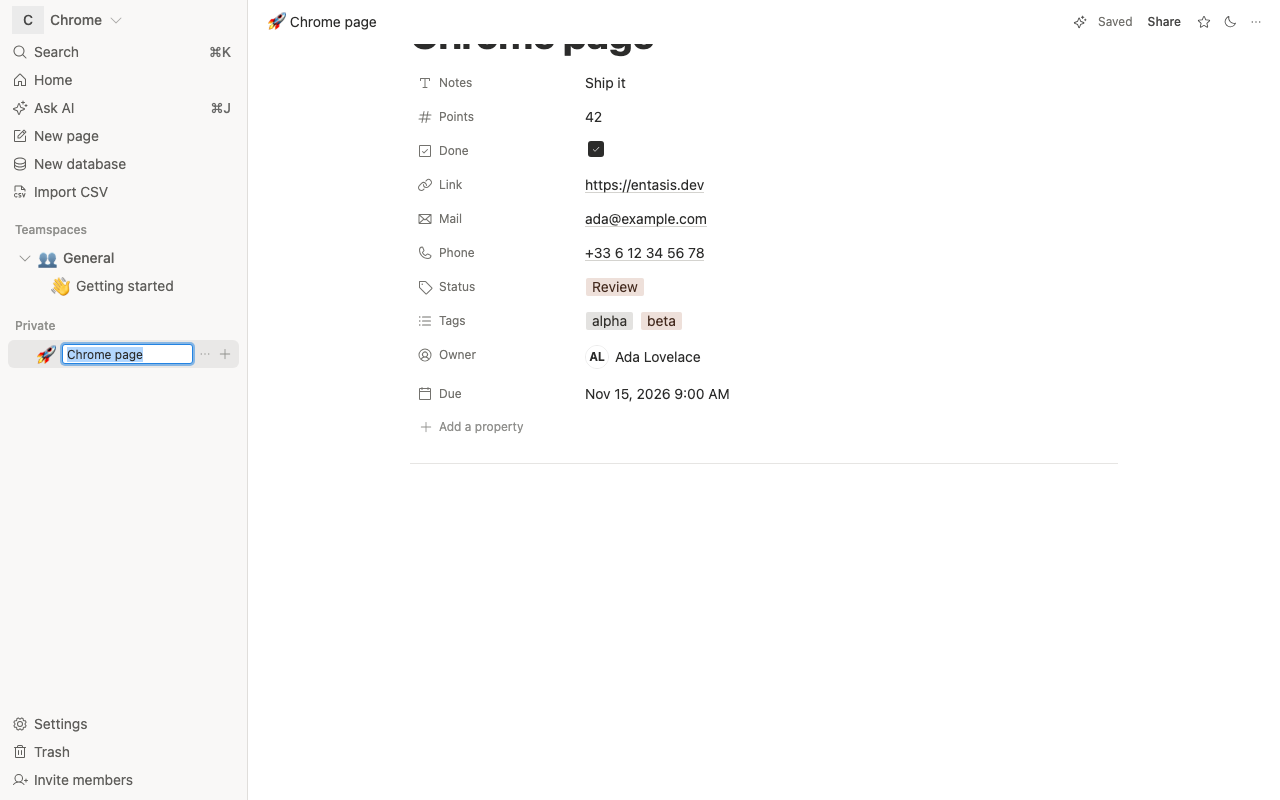 C Chrome
Search ⌘K
Home
Ask AI ⌘J
New page
New database
Import CSV
Teamspaces
General
Getting started
Private
Chrome page
Settings
Trash
Invite members
Chrome page
Saved Share
Chrome page
Notes Ship it
Points 42
Done
Link https://entasis.dev
Mail ada@example.com
Phone +33 6 12 34 56 78
Status Review
Tags alpha beta
Owner AL Ada Lovelace
Due Nov 15, 2026 9:00 AM
Add a property